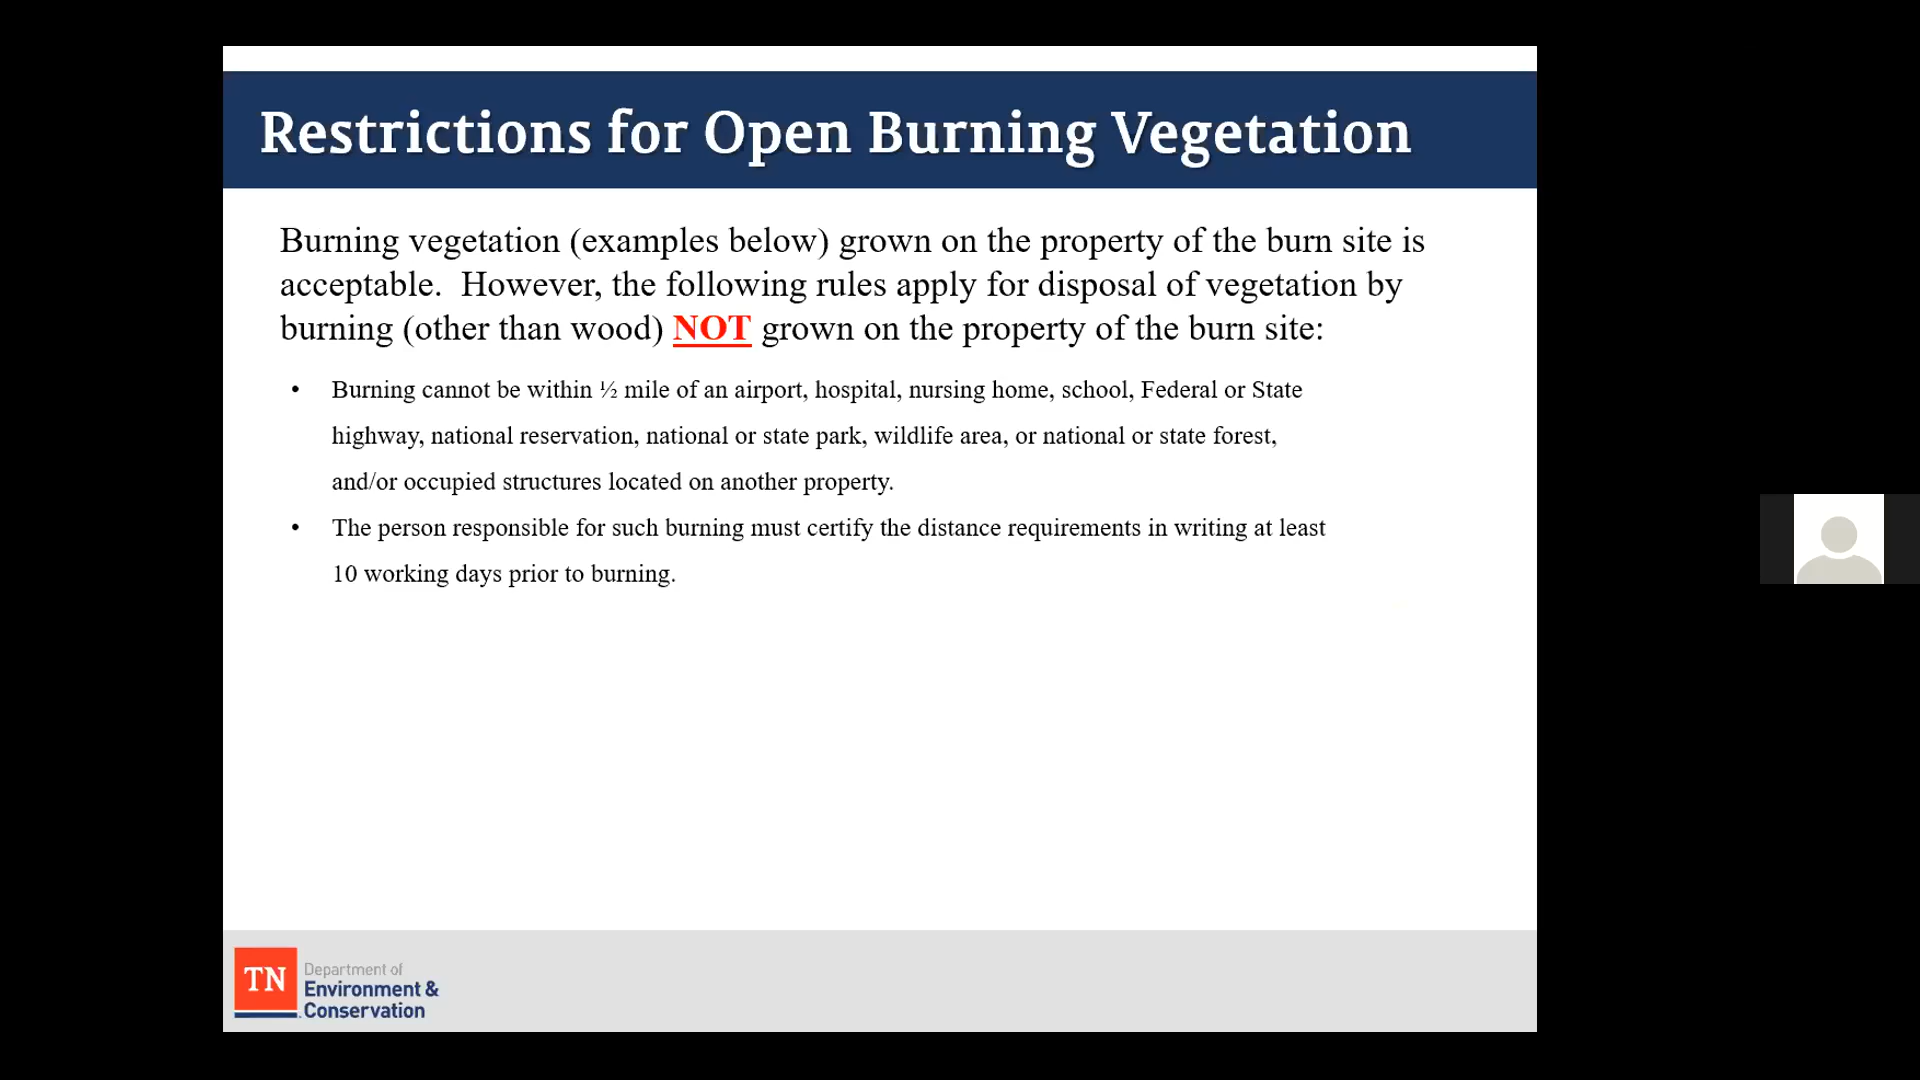 Restrictions for Open Burning Vegetation
Burning vegetation (examples below) grown on the property of the burn site is
acceptable.  However, the following rules apply for disposal of vegetation by
burning (other than wood) NOT grown on the property of the burn site:
• Burning cannot be within ½ mile of an airport, hospital, nursing home, school, Federal or State
highway, national reservation, national or state park, wildlife area, or national or state forest,
and/or occupied structures located on another property.
• The person responsible for such burning must certify the distance requirements in writing at least
10 working days prior to burning.
TN
Department of
Environment &
Conservation